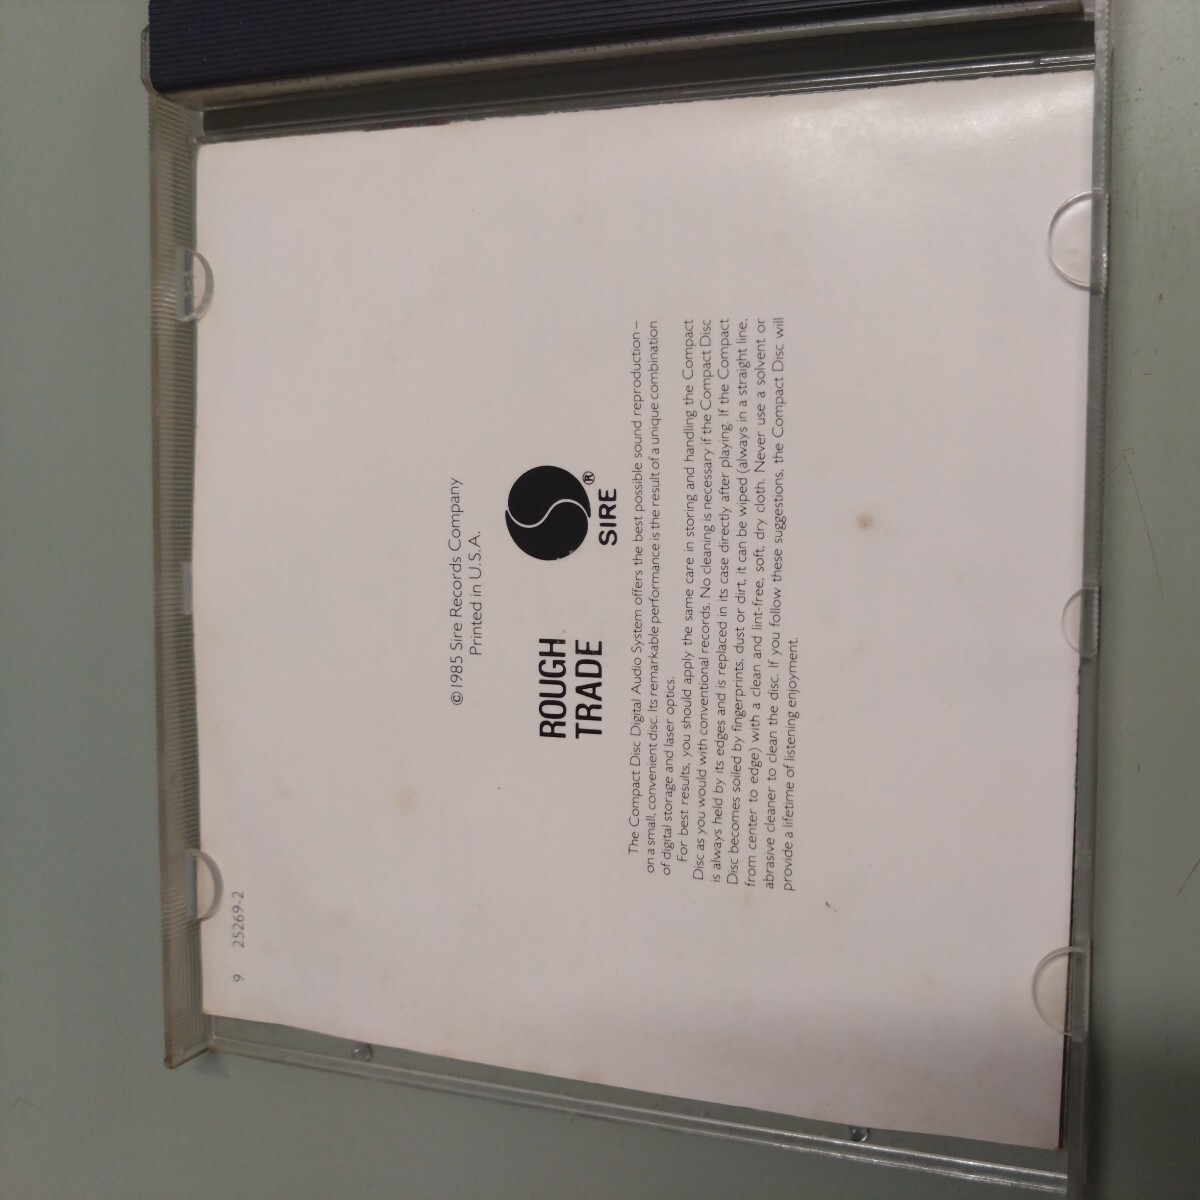 9 25269-2
©1985 Sire Records Company
Printed in U.S.A.
ROUGH
TRADE
®
SIRE
The Compact Disc Digital Audio System offers the best possible sound reproduction—
on a small, convenient disc. Its remarkable performance is the result of a unique combination
of digital storage and laser optics.
For best results, you should apply the same care in storing and handling the Compact
Disc as you would with conventional records. No cleaning is necessary if the Compact Disc
is always held by its edges and is replaced in its case directly after playing. If the Compact
Disc becomes soiled by fingerprints, dust or dirt, it can be wiped (always in a straight line,
from center to edge) with a clean and lint-free, soft, dry cloth. Never use a solvent or
abrasive cleaner to clean the disc. If you follow these suggestions, the Compact Disc will
provide a lifetime of listening enjoyment.